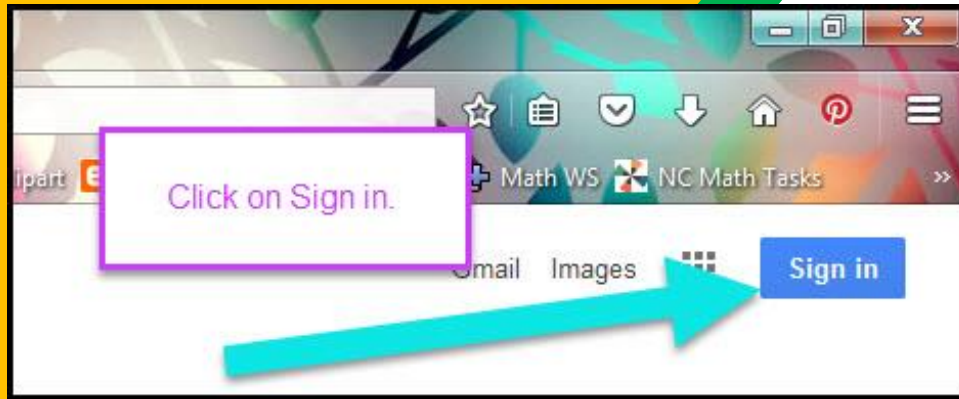 ipart
Math WS NC Math Tasks »
Click on Sign in.
Gmail Images Sign in